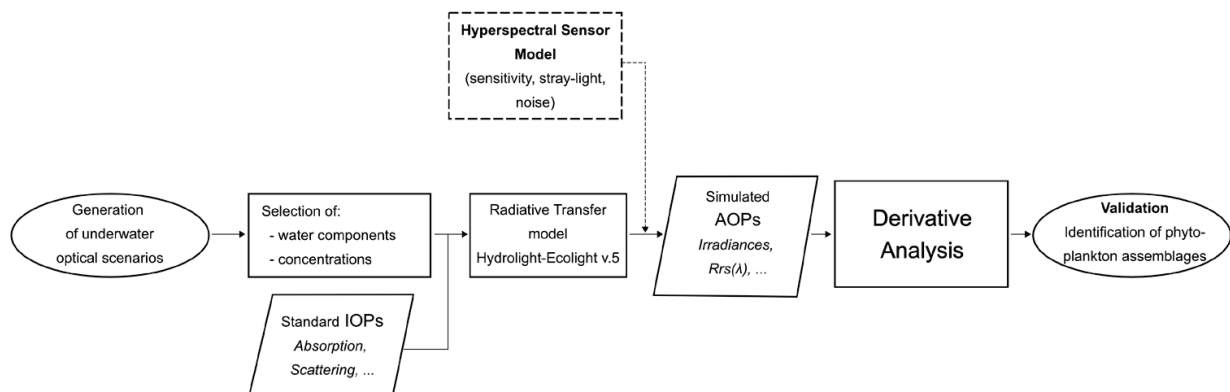 Hyperspectral Sensor
Model
(sensitivity, stray-light,
noise)
Generation
of underwater
optical scenarios
Selection of:
- water components
- concentrations
Standard IOPs
Absorption,
Scattering, ...
Radiative Transfer
model
Hydrolight-Ecolight v.5
Simulated
AOPs
Irradiances,
Rrs(λ), ...
Derivative
Analysis
Validation
Identification of phyto-
plankton assemblages